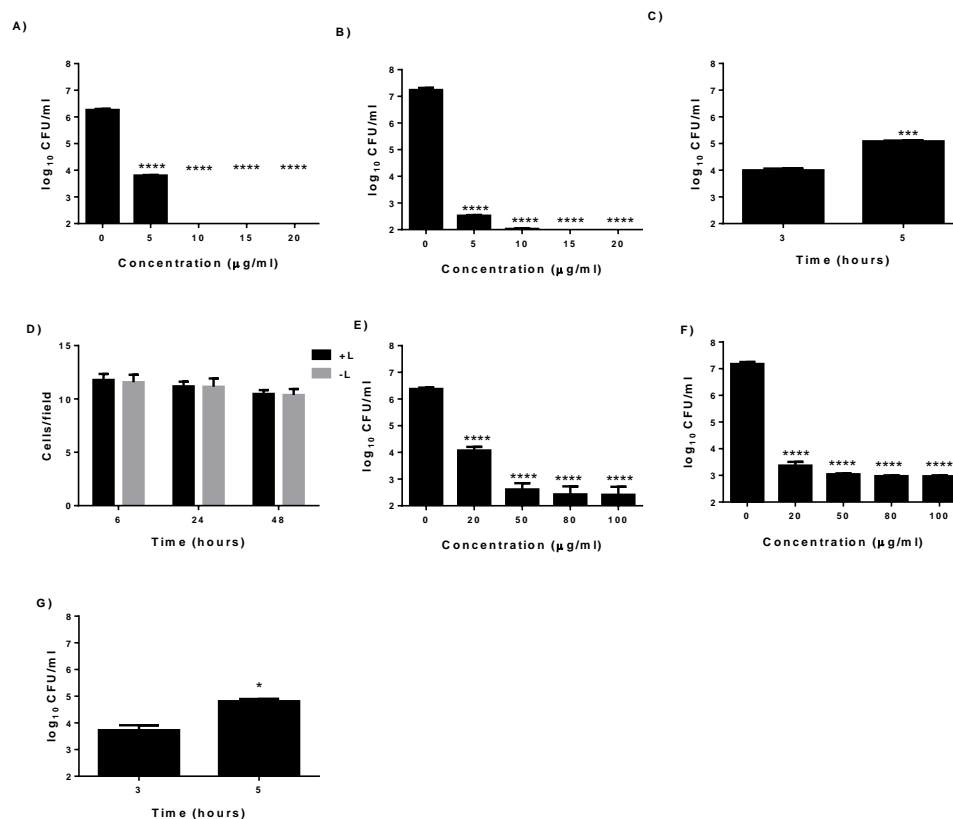 A)
log10 CFU/ml
8
7
6
5
4
3
2
**** **** **** ****
0 5 10 15 20
Concentration (μg/ml)
B)
log10 CFU/ml
8
7
6
5
4
3
2
**** **** **** ****
0 5 10 15 20
Concentration (μg/ml)
C)
log10 CFU/ml
8
7
6
5
4
3
2
***
3 5
Time (hours)
D)
Cells/field
15
10
5
0
6 24 48
Time (hours)
+L
-L
E)
log10 CFU/ml
8
7
6
5
4
3
2
**** **** **** ****
0 20 50 80 100
Concentration (μg/ml)
F)
log10 CFU/ml
8
7
6
5
4
3
2
**** **** **** ****
0 20 50 80 100
Concentration (μg/ml)
G)
log10 CFU/ml
8
7
6
5
4
3
2
*
3 5
Time (hours)